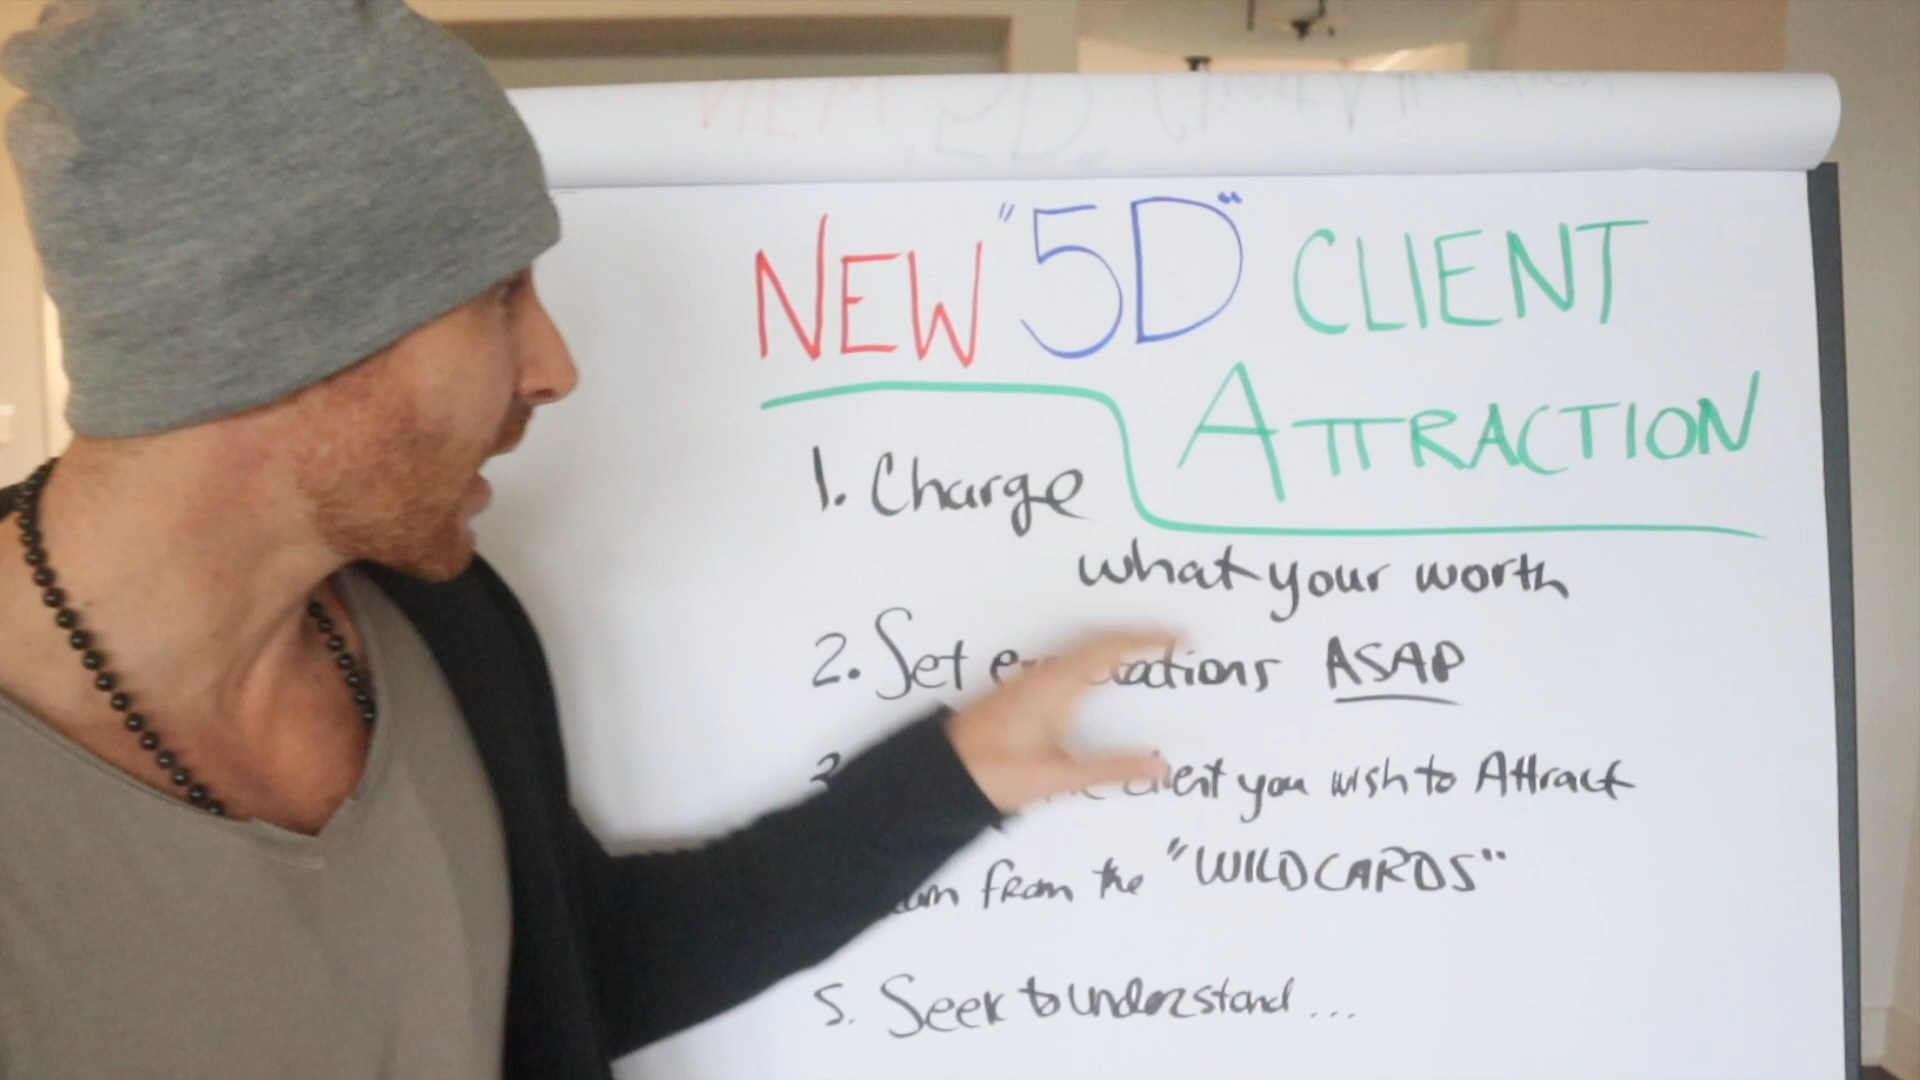 NEW "5D" CLIENT
ATTRACTION
1. Charge
what your worth
2. Set ASAP
client you wish to Attract
from the "WILDCARDS"
5. Seek to understand...